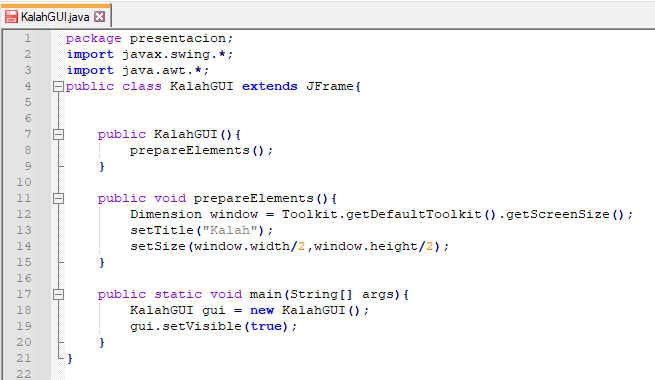 KalahGUI.java
1 package presentacion;
2 import javax.swing.*;
3 import java.awt.*;
4 public class KalahGUI extends JFrame{
5
6
7 public KalahGUI(){
8 prepareElements();
9 }
10
11 public void prepareElements(){
12 Dimension window = Toolkit.getDefaultToolkit().getScreenSize();
13 setTitle("Kalah");
14 setSize(window.width/2,window.height/2);
15 }
16
17 public static void main(String[] args){
18 KalahGUI gui = new KalahGUI();
19 gui.setVisible(true);
20 }
21 }
22